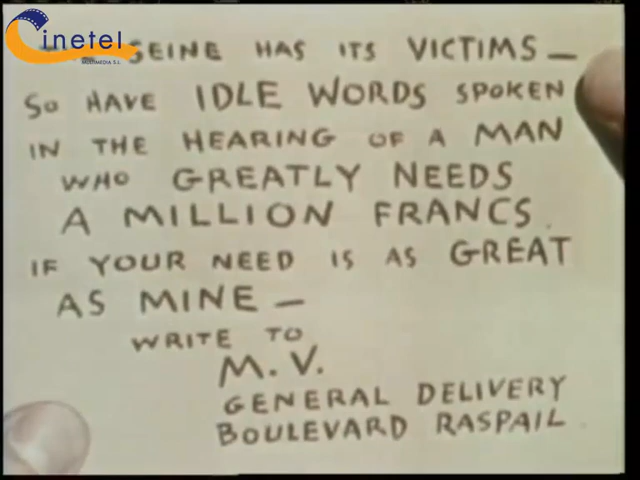 Cinetel
MULTIMEDIA S.L.
SEINE HAS ITS VICTIMS —
SO HAVE IDLE WORDS SPOKEN
IN THE HEARING OF A MAN
WHO GREATLY NEEDS
A MILLION FRANCS.
IF YOUR NEED IS AS GREAT
AS MINE —
WRITE TO
M. V.
GENERAL DELIVERY
BOULEVARD RASPAIL.